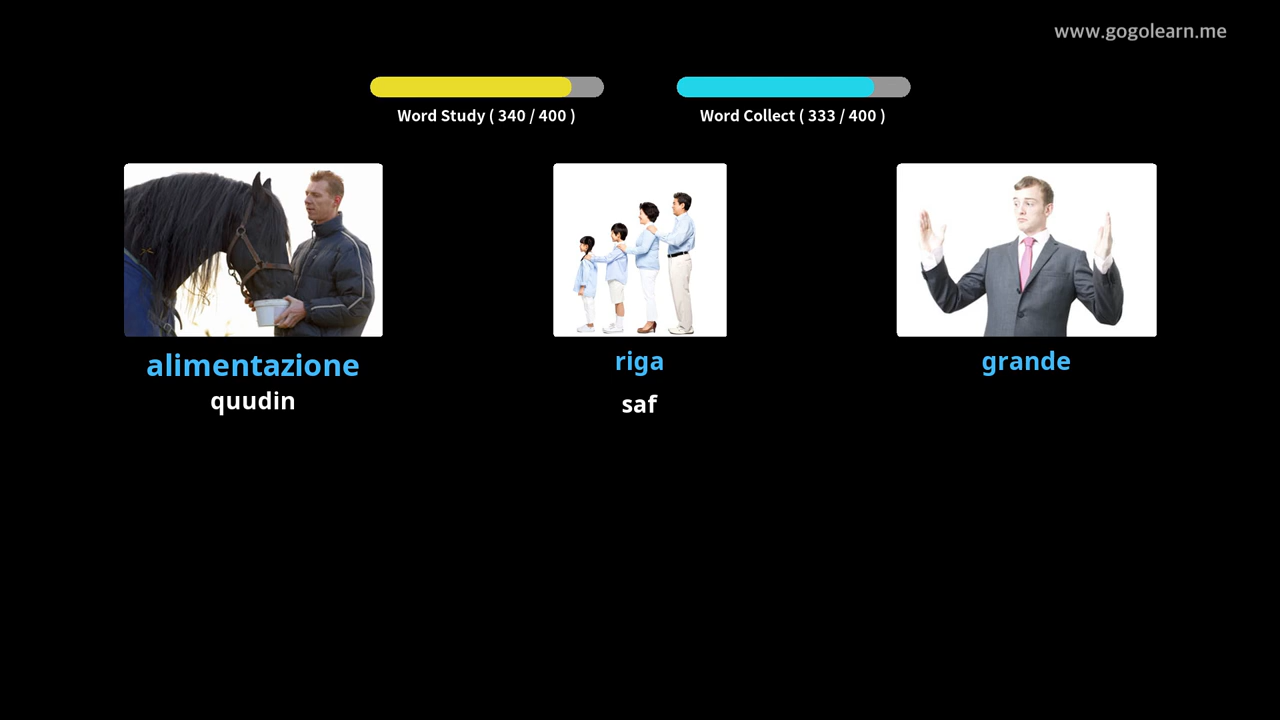 www.gogolearn.me
Word Study ( 340 / 400 )
Word Collect ( 333 / 400 )
alimentazione
quudin
riga
saf
grande